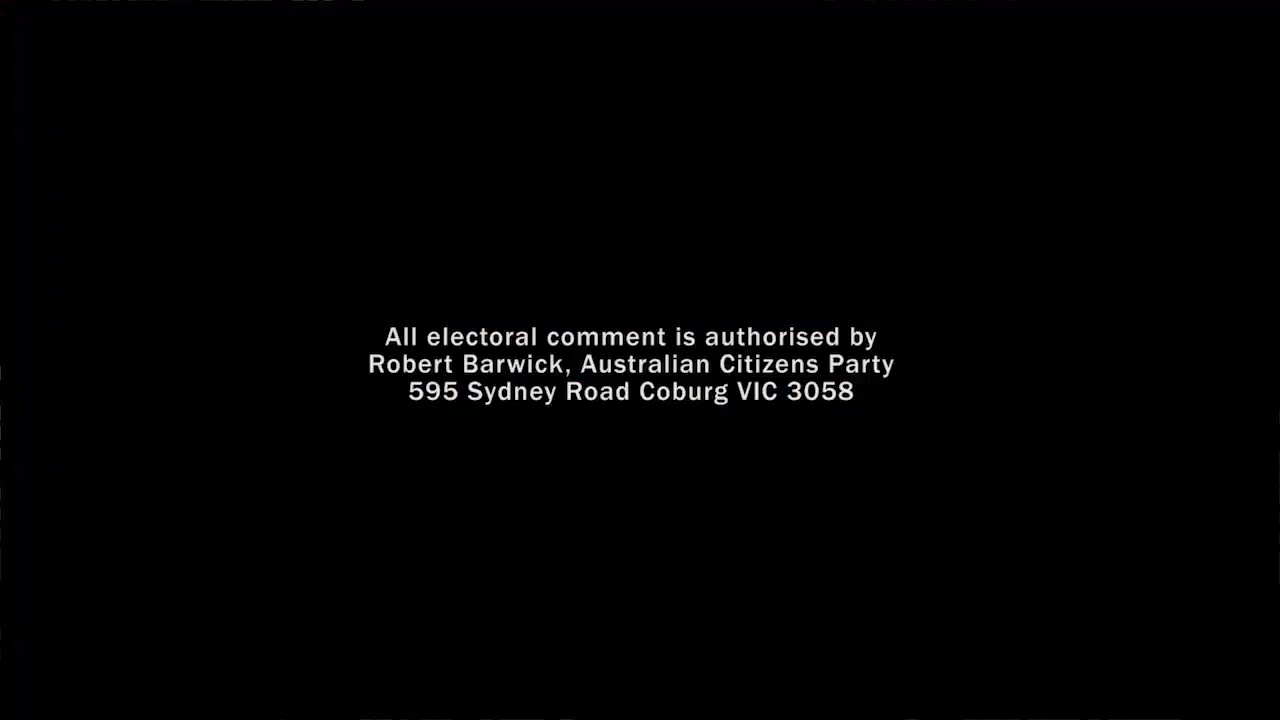 All electoral comment is authorised by
Robert Barwick, Australian Citizens Party
595 Sydney Road Coburg VIC 3058